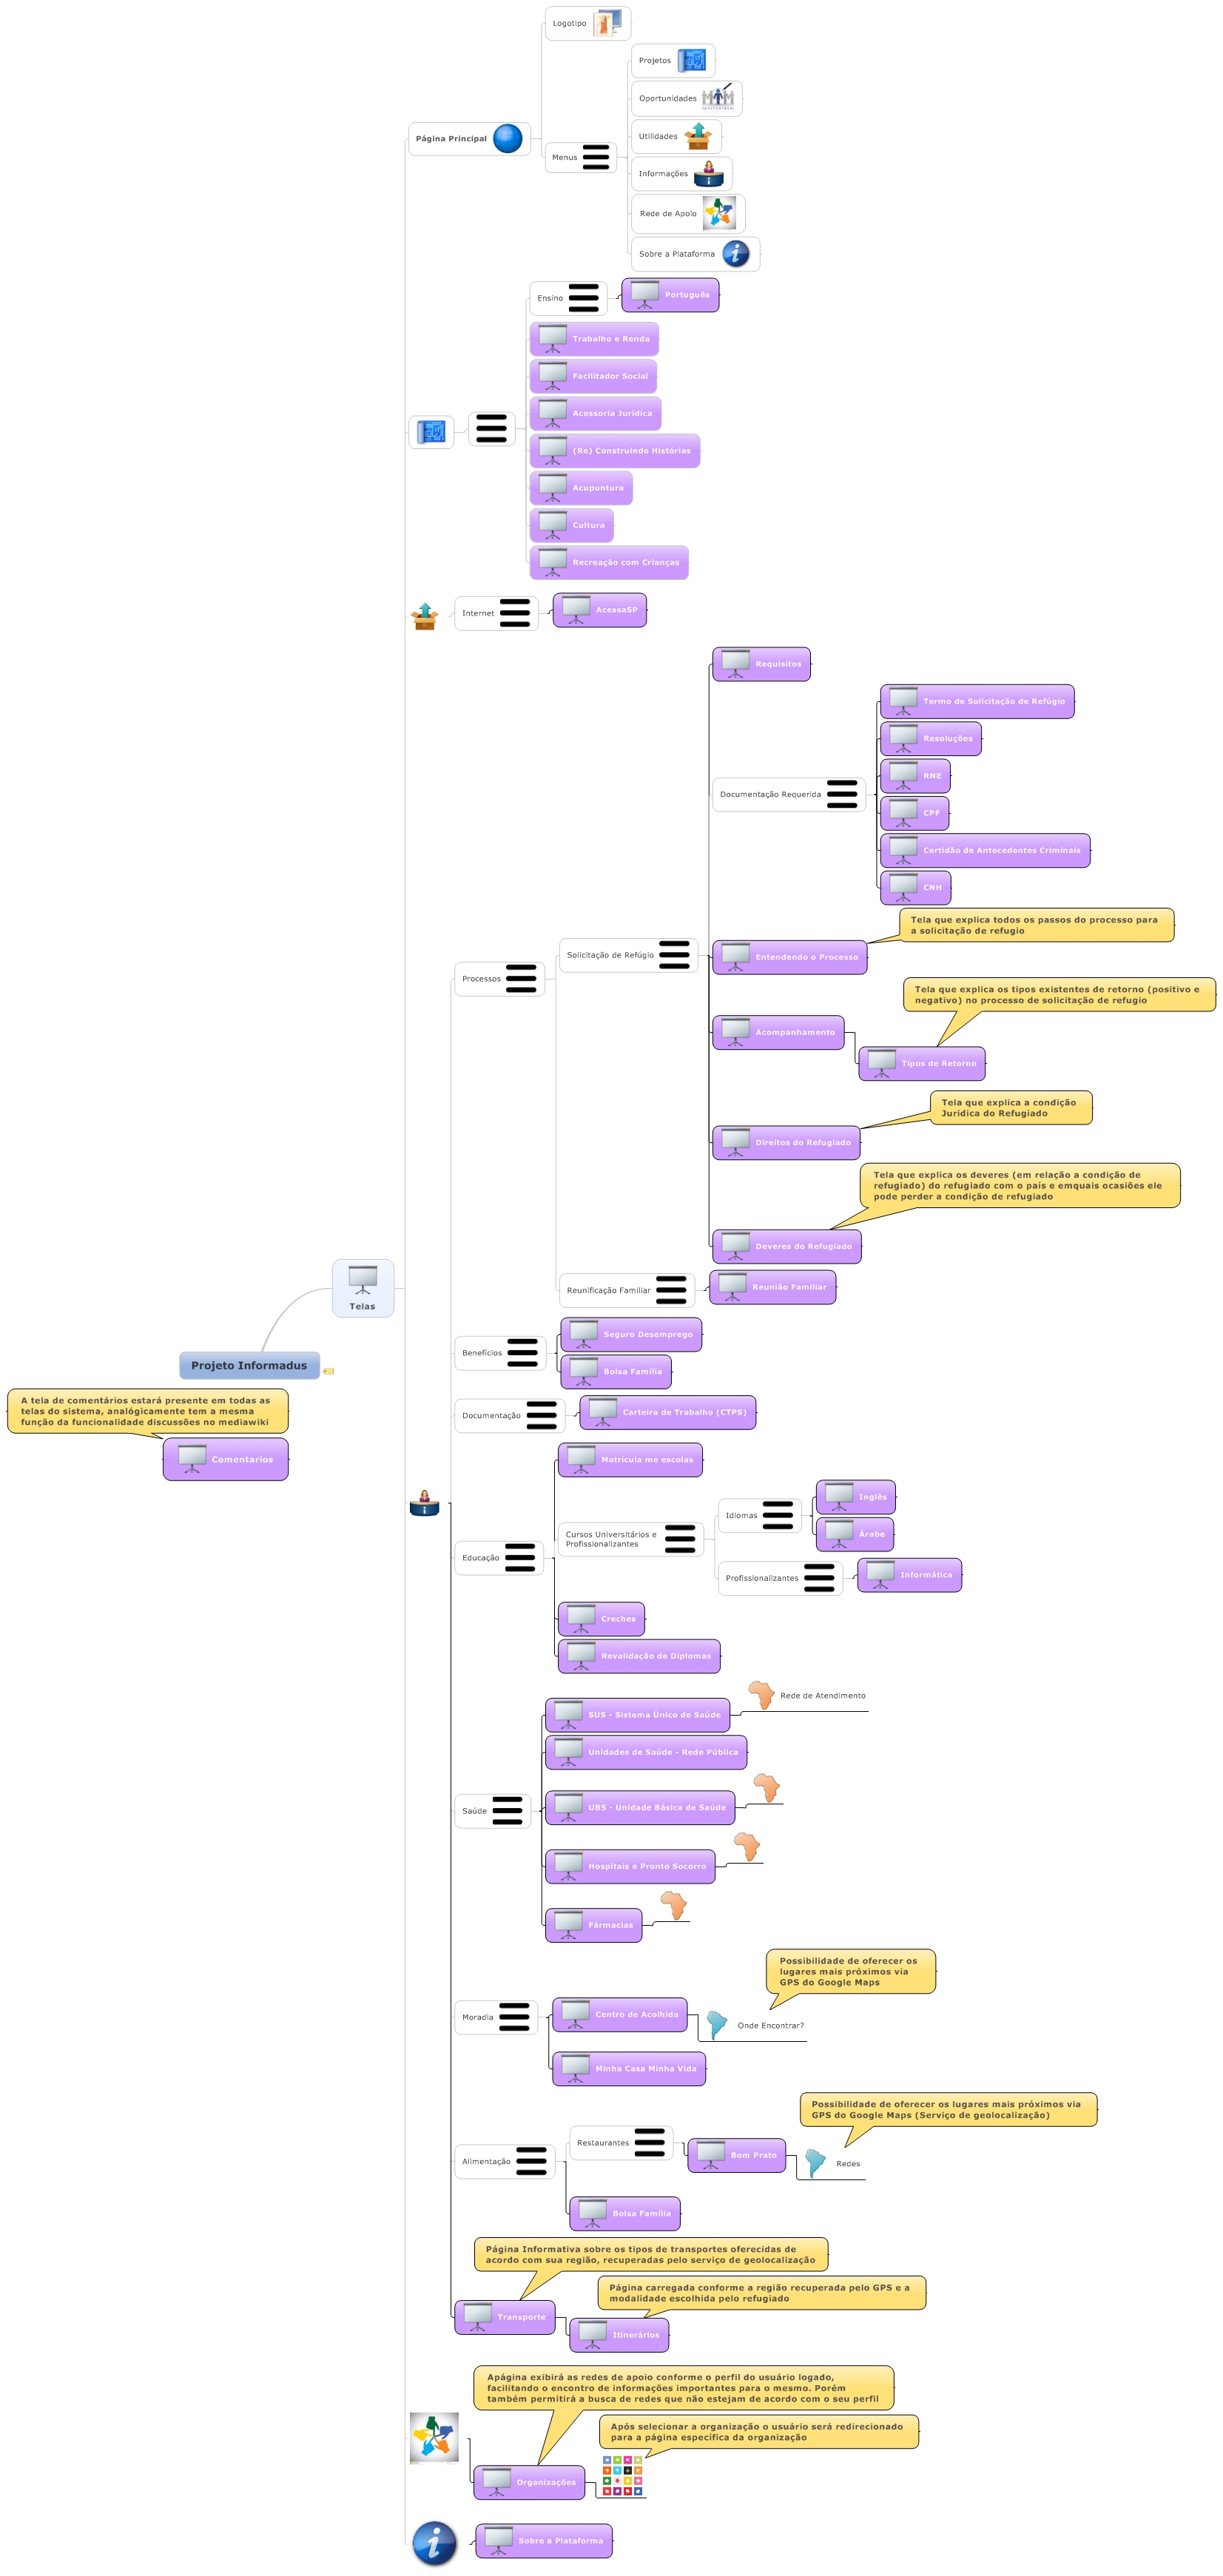 Logotipo
Projetos
Oportunidades
Página Principal
Utilidades
Menus
Informações
Rede de Apoio
Sobre a Plataforma
Ensino
Português
Trabalho e Renda
Facilitador Social
Acessoria Jurídica
(Re) Construindo Histórias
Acupuntura
Cultura
Recreação com Crianças
Internet
AcessaSP
Requisitos
Termo de Solicitação de Refúgio
Resoluções
RNE
Documentação Requerida
CPF
Certidão de Antecedentes Criminais
CNH
Tela que explica todos os passos do processo para
a solicitação de refugio
Solicitação de Refúgio
Entendendo o Processo
Processos
Tela que explica os tipos existentes de retorno (positivo e
negativo) no processo de solicitação de refugio
Acompanhamento
Tipos de Retorno
Tela que explica a condição
Juridica do Refugiado
Direitos do Refugiado
Tela que explica os deveres (em relação a condição de
refugiado) do refugiado com o país e emquais ocasiões ele
pode perder a condição de refugiado
Deveres do Refugiado
Reunificação Familiar
Reunião Familiar
Telas
Projeto Informadus
Seguro Desemprego
Benefícios
Bolsa Família
A tela de comentários estará presente em todas as
telas do sistema, analógicamente tem a mesma
função da funcionalidade discussões no mediawiki
Comentarios
Documentação
Carteira de Trabalho (CTPS)
Matrícula me escolas
Inglês
Idiomas
Árabe
Cursos Universitários e
Profissionalizantes
Educação
Profissionalizantes
Informática
Creches
Revalidação de Diplomas
Rede de Atendimento
SUS - Sistema Único de Saúde
Unidades de Saúde - Rede Pública
UBS - Unidade Básica de Saúde
Saúde
Hospitais e Pronto Socorro
Fármacias
Possibilidade de oferecer os
lugares mais próximos via
GPS do Google Maps
Centro de Acolhida
Moradia
Onde Encontrar?
Minha Casa Minha Vida
Possibilidade de oferecer os lugares mais próximos via
GPS do Google Maps (Serviço de geolocalização)
Restaurantes
Bom Prato
Alimentação
Redes
Bolsa Família
Página Informativa sobre os tipos de transportes oferecidas de
acordo com sua região, recuperadas pelo serviço de geolocalização
Página carregada conforme a região recuperada pelo GPS e a
modalidade escolhida pelo refugiado
Transporte
Itinerários
Apágina exibirá as redes de apoio conforme o perfil do usuário logado,
facilitando o encontro de informações importantes para o mesmo. Porém
também permitirá a busca de redes que não estejam de acordo com o seu perfil
Após selecionar a organização o usuário será redirecionado
para a página específica da organização
Organizações
Sobre a Plataforma